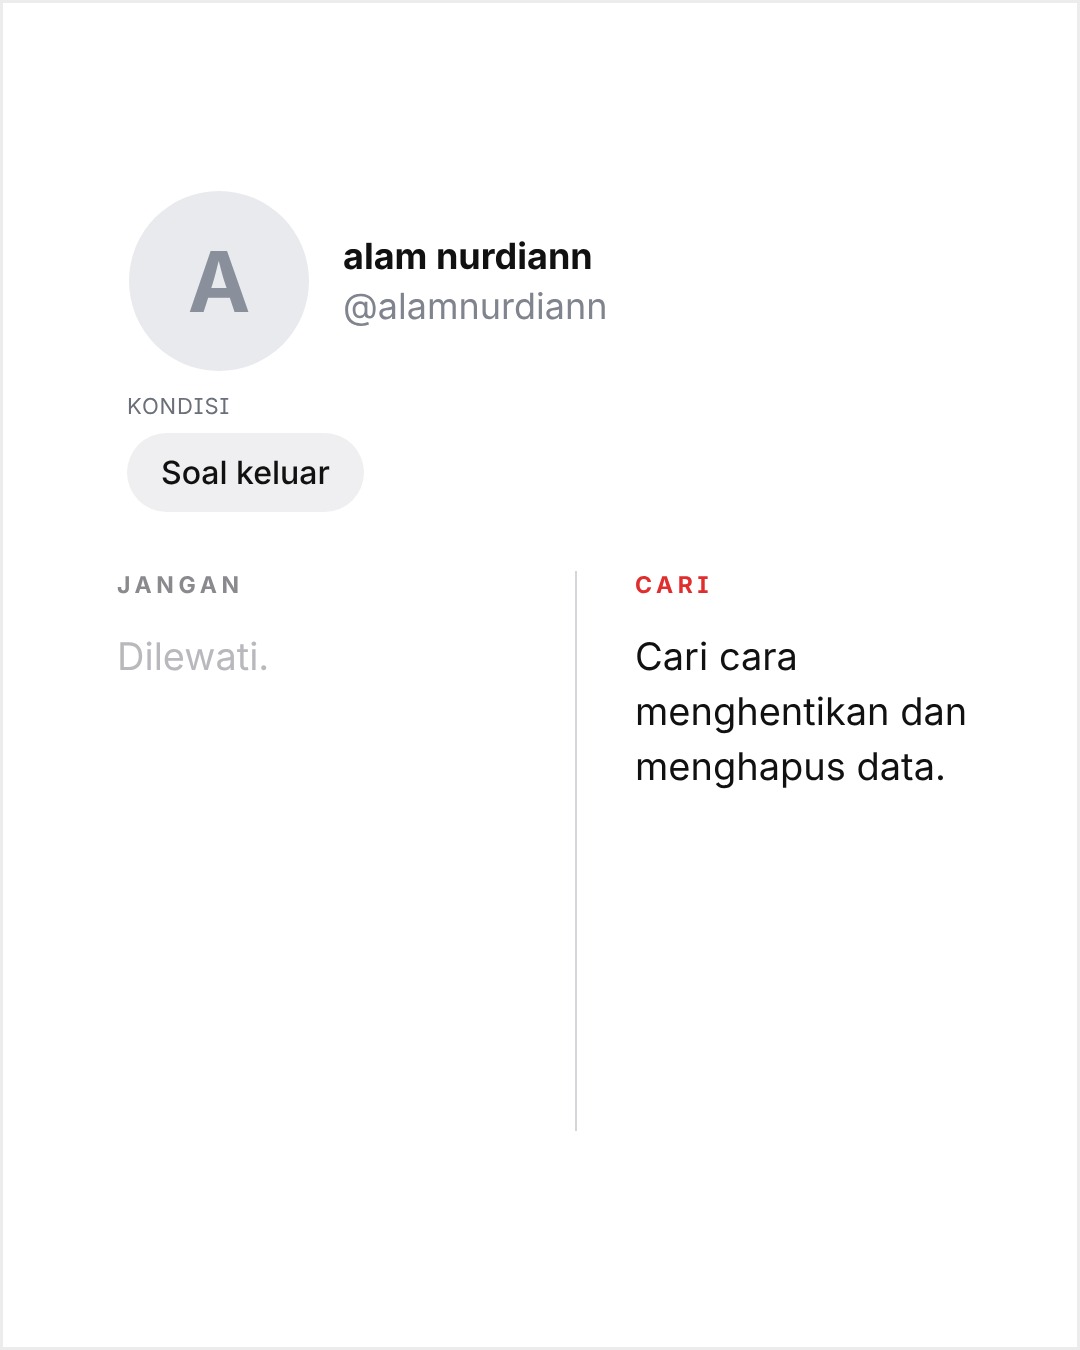 A
alam nurdiann
@alamnurdiann
KONDISI
Soal keluar
JANGAN
Dilewati.
CARI
Cari cara
menghentikan dan
menghapus data.